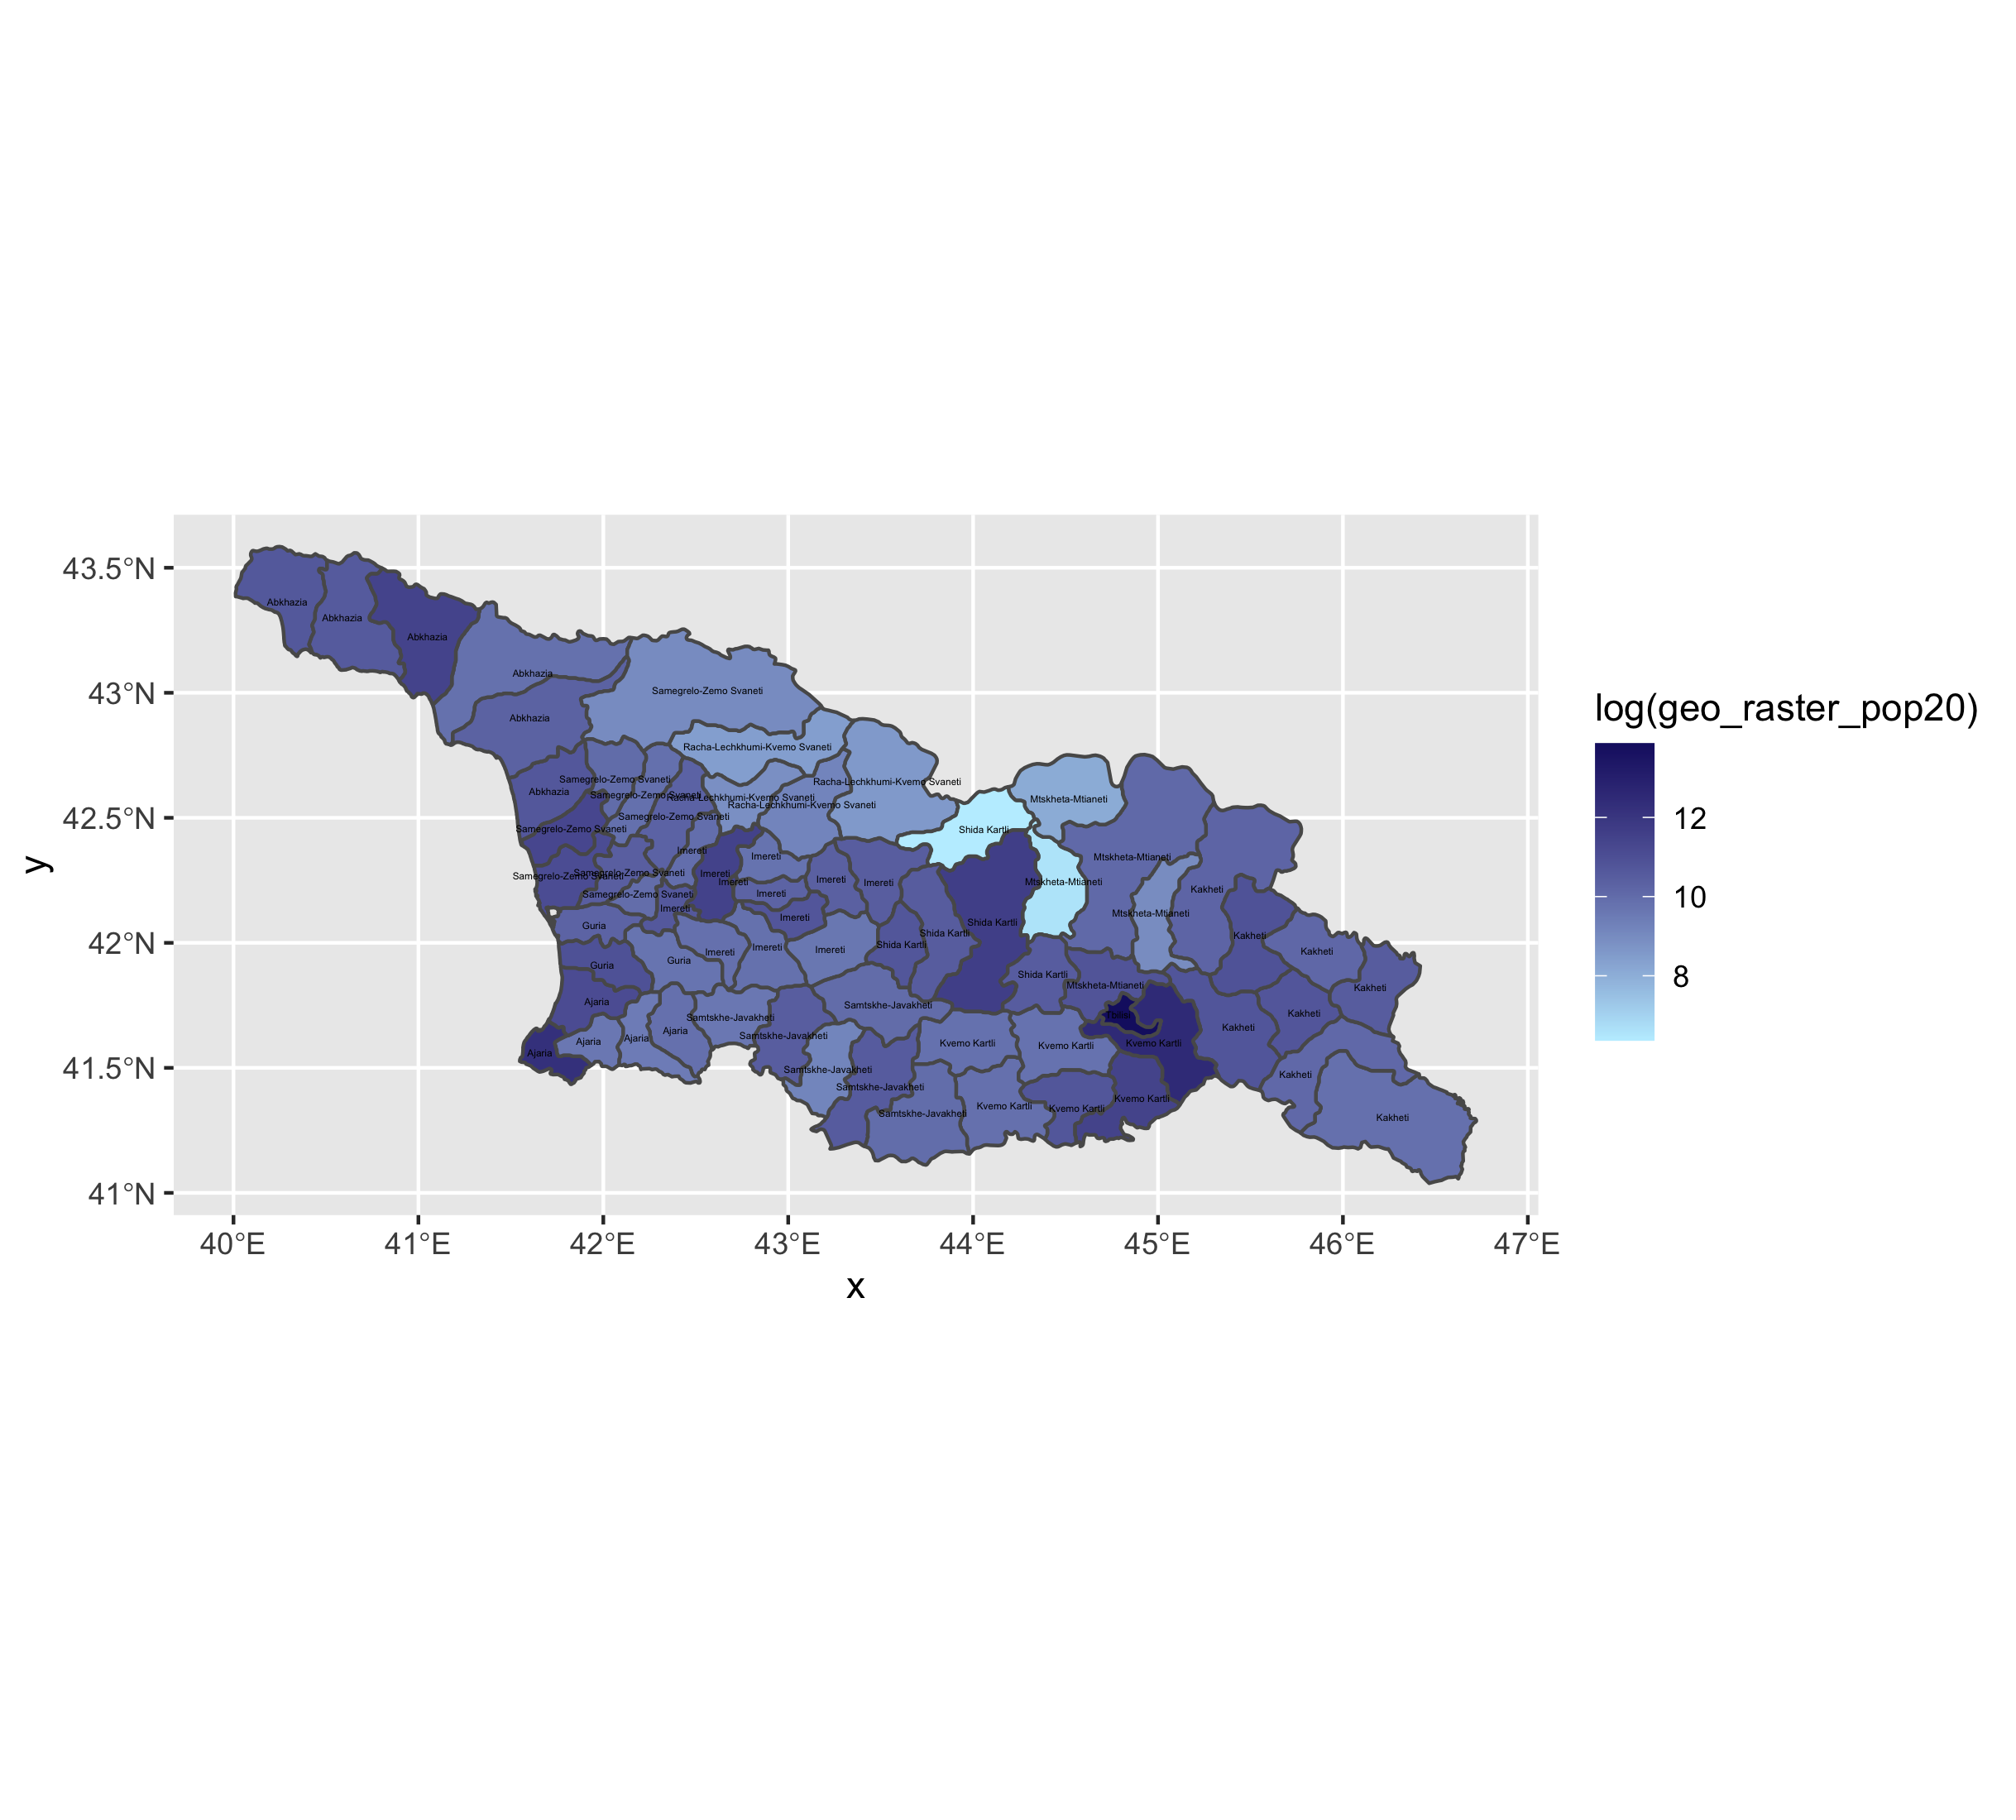 43.5°N
43°N
42.5°N
42°N
41.5°N
41°N
y
40°E 41°E 42°E 43°E 44°E 45°E 46°E 47°E
x
log(geo_raster_pop20)
12
10
8
Abkhazia
Abkhazia
Abkhazia
Abkhazia
Samegrelo-Zemo Svaneti
Abkhazia
Racha-Lechkhumi-Kvemo Svaneti
Samegrelo-Zemo Svaneti
Racha-Lechkhumi-Kvemo Svaneti
Abkhazia
Samegrelo-Zemo Svaneti
Racha-Lechkhumi-Kvemo Svaneti
Mtskheta-Mtianeti
Racha-Lechkhumi-Kvemo Svaneti
Samegrelo-Zemo Svaneti
Samegrelo-Zemo Svaneti
Shida Kartli
Imereti
Imereti
Mtskheta-Mtianeti
Samegrelo-Zemo Svaneti
Samegrelo-Zemo Svaneti
Imereti
Imereti
Imereti
Imereti
Mtskheta-Mtianeti
Kakheti
Samegrelo-Zemo Svaneti
Imereti
Imereti
Imereti
Mtskheta-Mtianeti
Guria
Shida Kartli
Shida Kartli
Kakheti
Imereti
Imereti
Imereti
Shida Kartli
Kakheti
Guria
Guria
Shida Kartli
Mtskheta-Mtianeti
Kakheti
Ajaria
Samtskhe-Javakheti
Samtskhe-Javakheti
Tbilisi
Kakheti
Kakheti
Ajaria
Ajaria
Ajaria
Ajaria
Samtskhe-Javakheti
Kvemo Kartli
Kvemo Kartli
Kvemo Kartli
Samtskhe-Javakheti
Kakheti
Samtskhe-Javakheti
Kvemo Kartli
Samtskhe-Javakheti
Kvemo Kartli
Kvemo Kartli
Kakheti